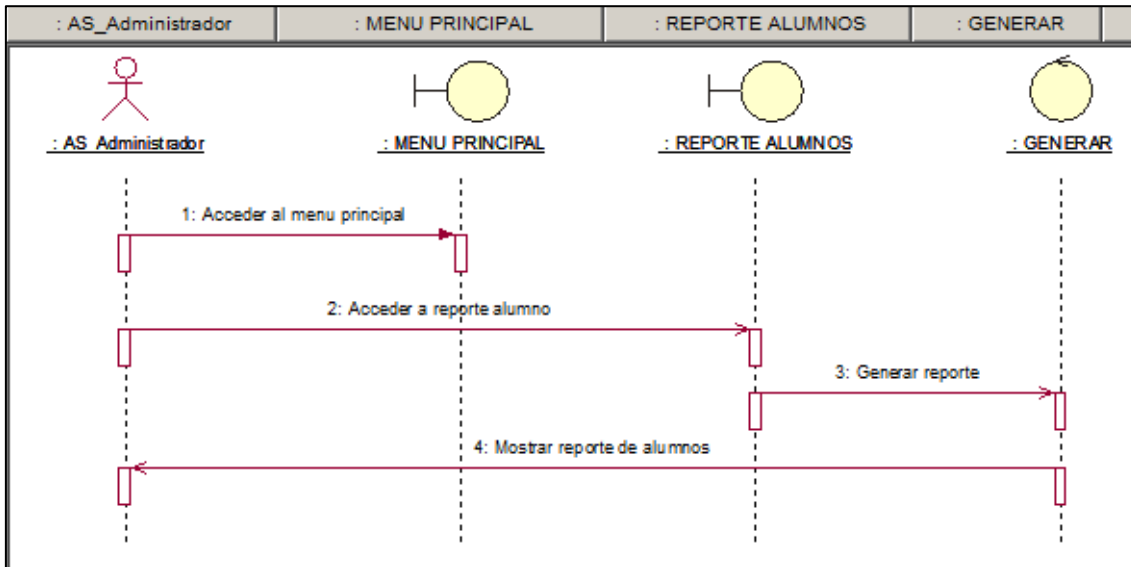 : AS_Administrador : MENU PRINCIPAL : REPORTE ALUMNOS : GENERAR
: AS_Administrador : MENU PRINCIPAL : REPORTE ALUMNOS : GENERAR
1: Acceder al menu principal
2: Acceder a reporte alumno
3: Generar reporte
4: Mostrar reporte de alumnos